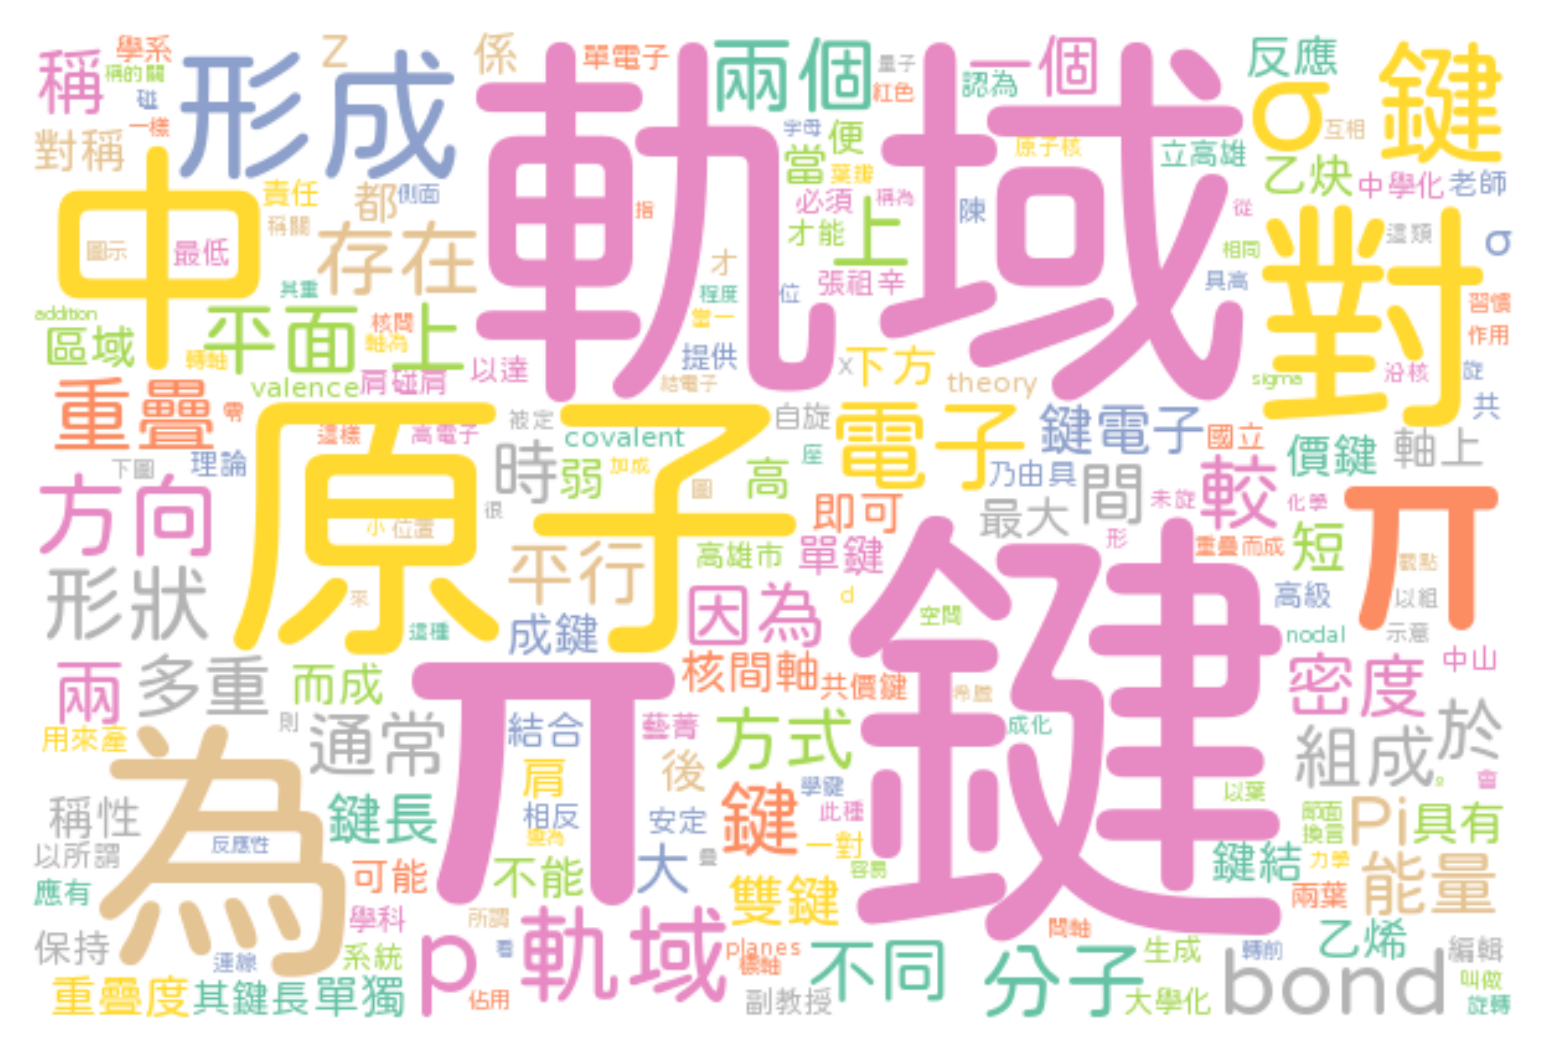 稱
學系
稱的關
碰
一樣
形成
Z
係
單電子
兩個
量子
紅色
一個
認為
反應
鍵
σ
互相
對稱
中
責任
都
側面
軌域
字母
便
當
葉瓣
原子核
立高雄
乙炔
中學化
老師
圖示
最低
稱關
存在
指
必須
稱為
才能
上
陳
從
相同
對
這類
σ
其重
才
程度
位
張祖辛
具高
習慣
addition
區域
平面上
核間
軸為
轉軸
當一
作用
提供
x
下方
以達
valence
肩碰肩
結電子
theory
sigma
沿核
旋
重疊
零
這樣
高電子
被定
covalent
自旋
電子
鍵電子
國立
共
價鍵
軸上
下圖
理論
原子
時
弱
加成
圖
高
座
乃由具
間
較
未旋
化學
方向
小
位置
很
即可
最大
形
重疊而成
短
π
觀點
形狀
平行
高雄市
單鍵
來
這種
成鍵
因為
d
空間
鍵
高級
以組
nodal
示意
兩
多重
而成
π
核間軸
共價鍵
希臘
密度
中山
用來產
則
通常
結合
藝菁
方式
成化
組成
於
為
肩
後
學鍵
以葉
會
稱性
鍵長
相反
安定
鍵
此種
節面
換言
Pi
具有
以所謂
反應性
大
疊
一對
容易
鍵結
力學
應有
可能
不能
雙鍵
兩葉
能量
保持
學科
所謂
軌域
planes
間軸
乙烯
連線
系統
p
看
不同
分子
生成
轉前
編輯
重疊度
其鍵長
單獨
佔用
副教授
大學化
bond
叫做
旋轉